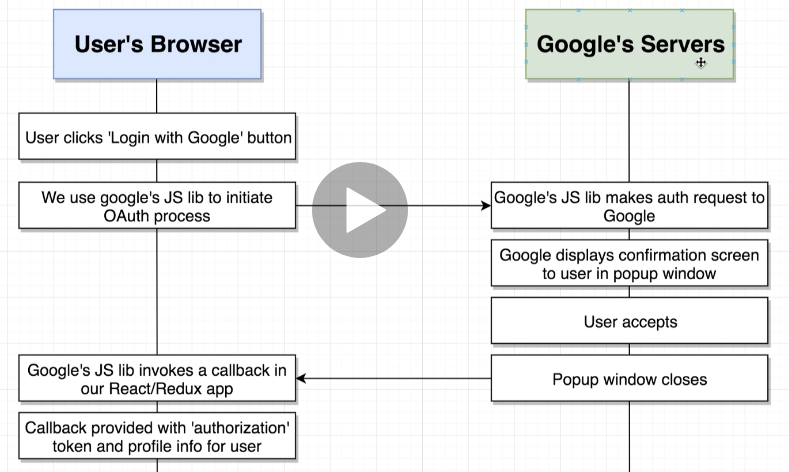 User's Browser
Google's Servers
User clicks 'Login with Google' button
We use google's JS lib to initiate
OAuth process
Google's JS lib makes auth request to
Google
Google displays confirmation screen
to user in popup window
User accepts
Google's JS lib invokes a callback in
our React/Redux app
Popup window closes
Callback provided with 'authorization'
token and profile info for user